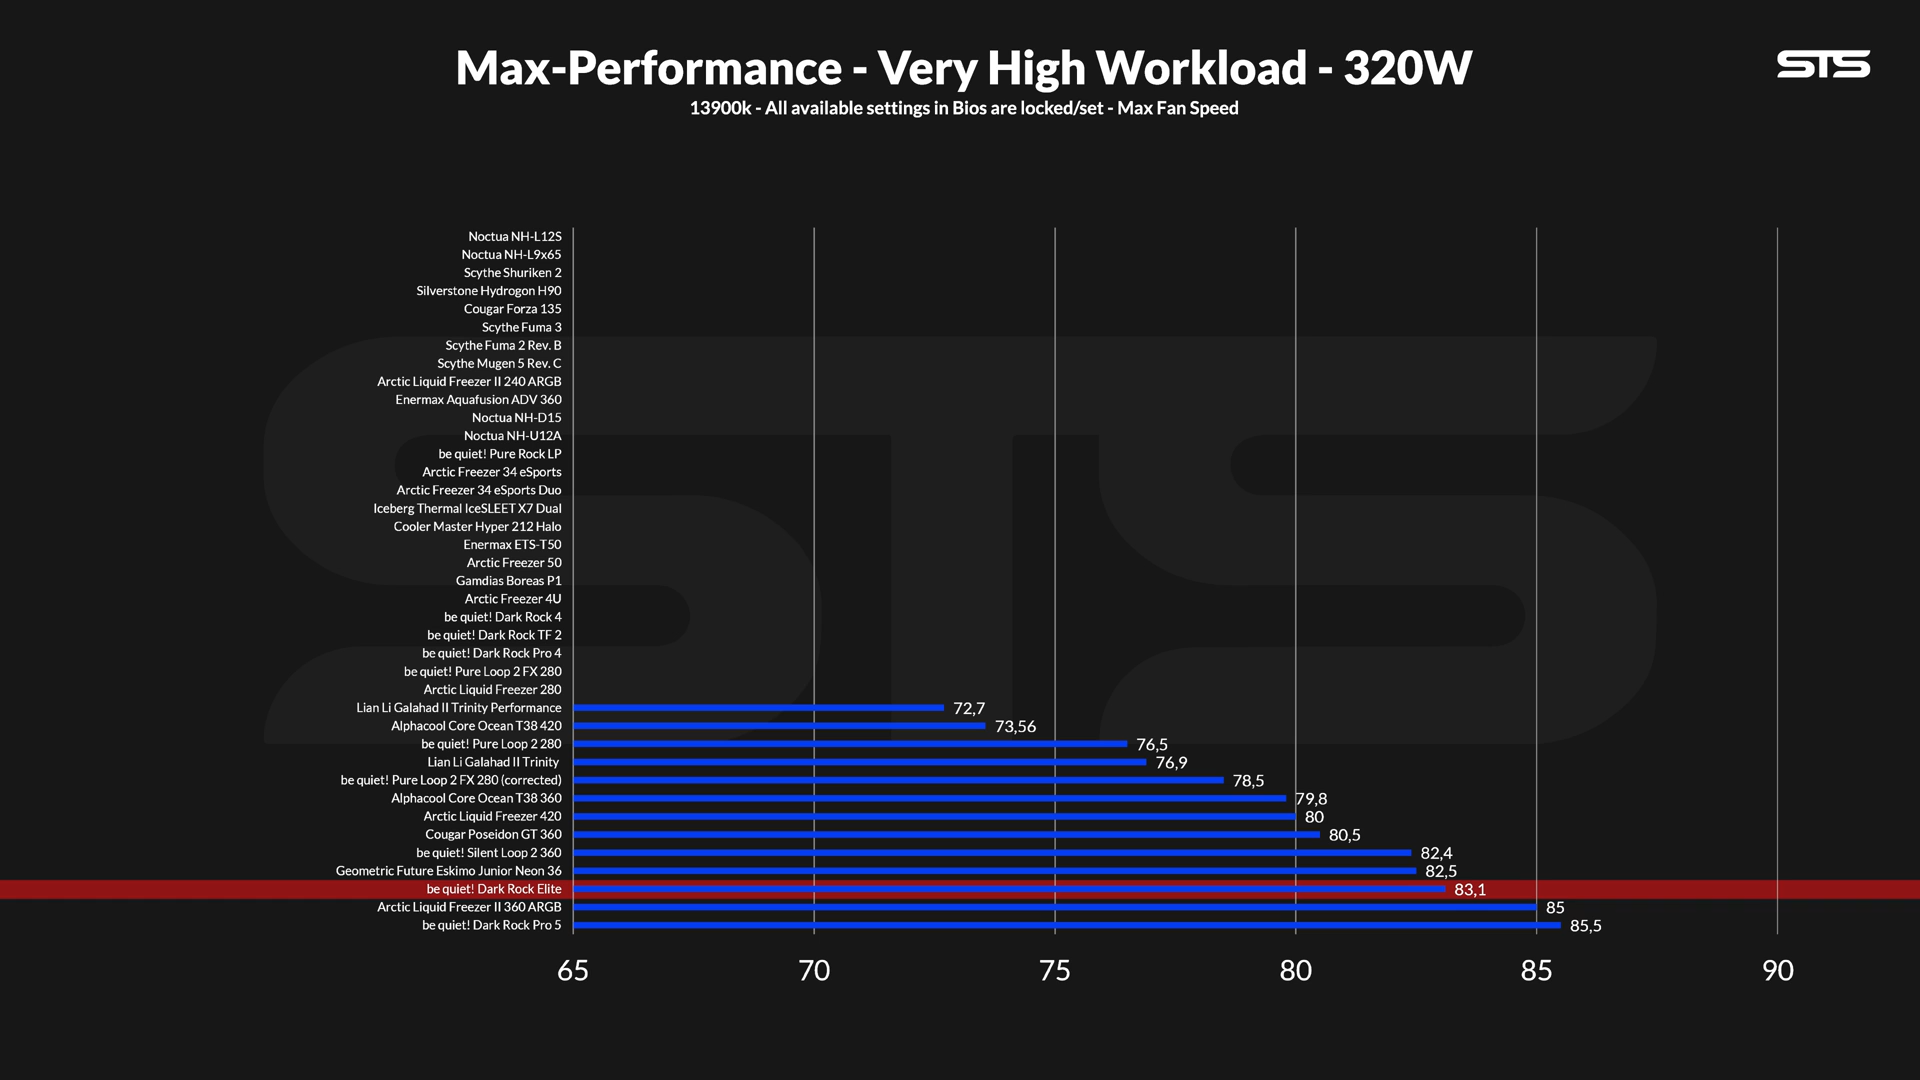 Max-Performance - Very High Workload - 320W
STS
13900k - All available settings in Bios are locked/set - Max Fan Speed
Noctua NH-L12S
Noctua NH-L9x65
Scythe Shuriken 2
Silverstone Hydrogon H90
Cougar Forza 135
Scythe Fuma 3
Scythe Fuma 2 Rev. B
Scythe Mugen 5 Rev. C
Arctic Liquid Freezer II 240 ARGB
Enermax Aquafusion ADV 360
Noctua NH-D15
Noctua NH-U12A
be quiet! Pure Rock LP
Arctic Freezer 34 eSports
Arctic Freezer 34 eSports Duo
Iceberg Thermal IceSLEET X7 Dual
Cooler Master Hyper 212 Halo
Enermax ETS-T50
Arctic Freezer 50
Gamdias Boreas P1
Arctic Freezer 4U
be quiet! Dark Rock 4
be quiet! Dark Rock TF 2
be quiet! Dark Rock Pro 4
be quiet! Pure Loop 2 FX 280
Arctic Liquid Freezer 280
Lian Li Galahad II Trinity Performance 72,7
Alphacool Core Ocean T38 420 73,56
be quiet! Pure Loop 2 280 76,5
Lian Li Galahad II Trinity 76,9
be quiet! Pure Loop 2 FX 280 (corrected) 78,5
Alphacool Core Ocean T38 360 79,8
Arctic Liquid Freezer 420 80
Cougar Poseidon GT 360 80,5
be quiet! Silent Loop 2 360 82,4
Geometric Future Eskimo Junior Neon 36 82,5
be quiet! Dark Rock Elite 83,1
Arctic Liquid Freezer II 360 ARGB 85
be quiet! Dark Rock Pro 5 85,5
65 70 75 80 85 90